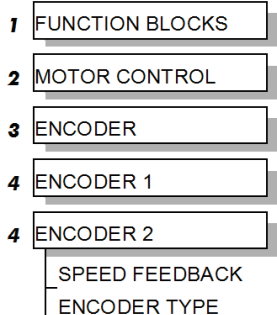 1 FUNCTION BLOCKS
2 MOTOR CONTROL
3 ENCODER
4 ENCODER 1
4 ENCODER 2
SPEED FEEDBACK
ENCODER TYPE